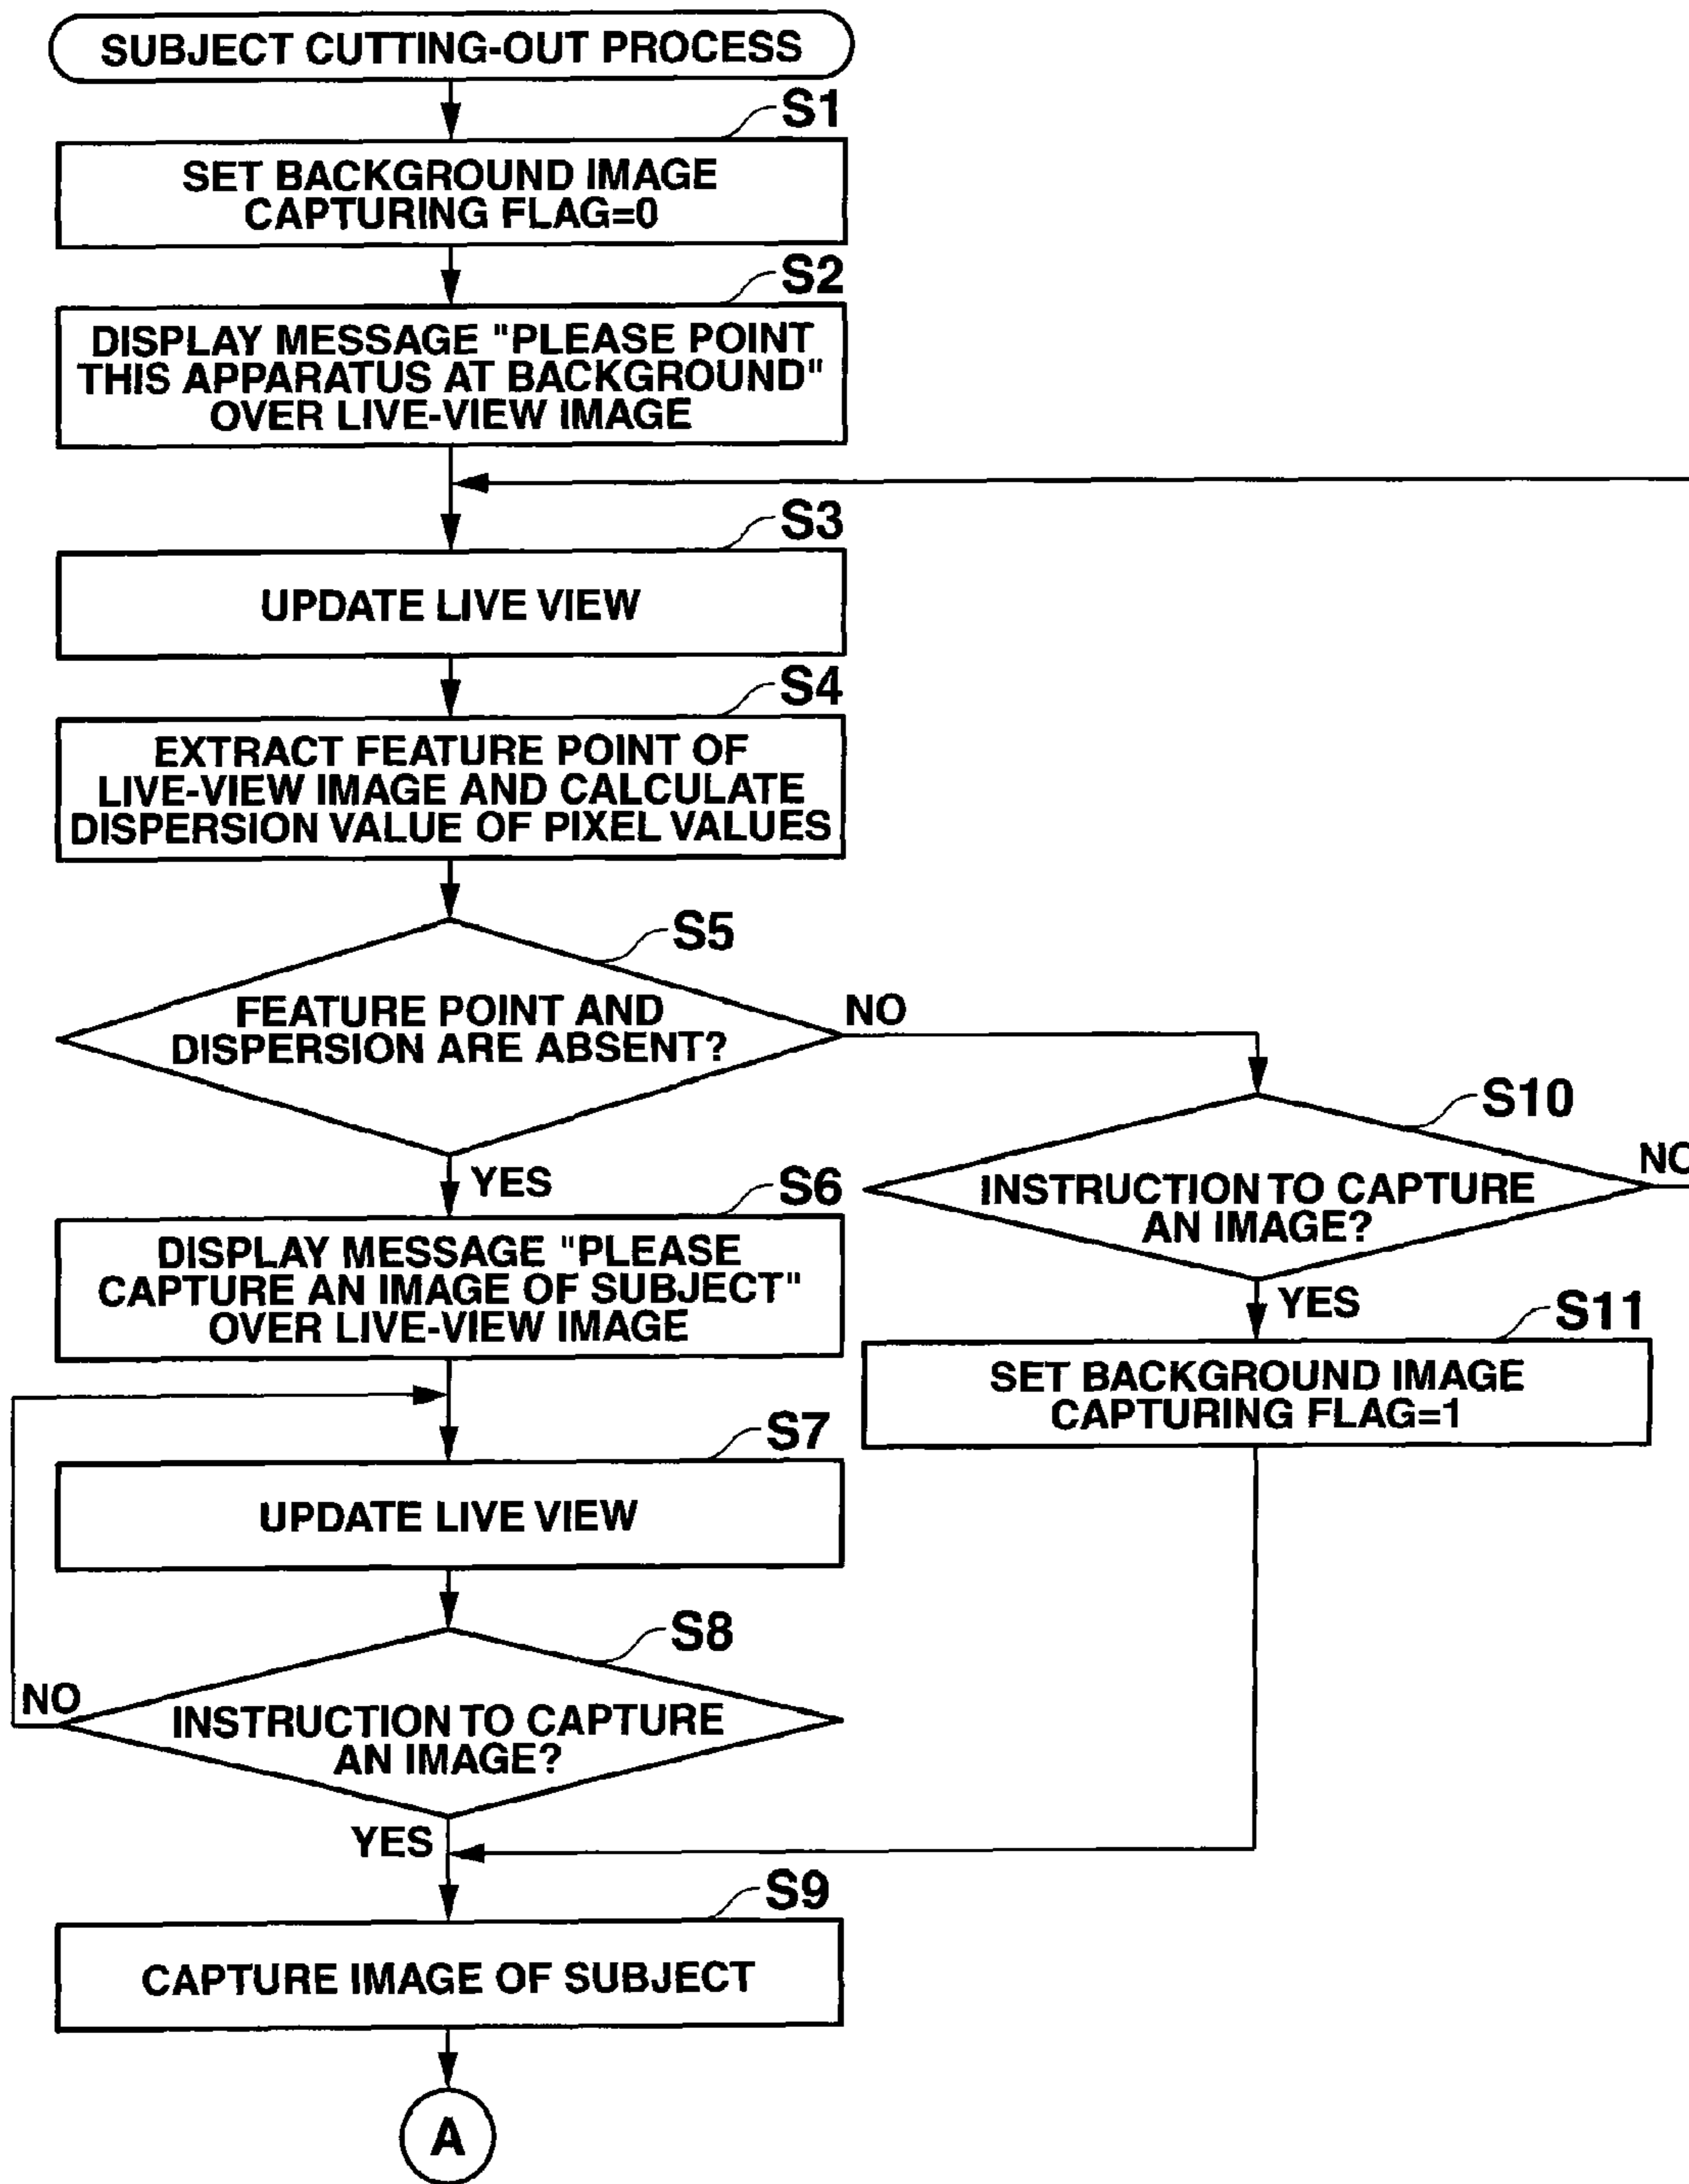 SUBJECT CUTTING-OUT PROCESS
S1
SET BACKGROUND IMAGE
CAPTURING FLAG=0
S2
DISPLAY MESSAGE "PLEASE POINT
THIS APPARATUS AT BACKGROUND"
OVER LIVE-VIEW IMAGE
S3
UPDATE LIVE VIEW
S4
EXTRACT FEATURE POINT OF
LIVE-VIEW IMAGE AND CALCULATE
DISPERSION VALUE OF PIXEL VALUES
S5
FEATURE POINT AND
DISPERSION ARE ABSENT?
NO
YES
S10
INSTRUCTION TO CAPTURE
AN IMAGE?
NO
YES
S6
DISPLAY MESSAGE "PLEASE
CAPTURE AN IMAGE OF SUBJECT"
OVER LIVE-VIEW IMAGE
S11
SET BACKGROUND IMAGE
CAPTURING FLAG=1
S7
UPDATE LIVE VIEW
S8
INSTRUCTION TO CAPTURE
AN IMAGE?
NO
YES
S9
CAPTURE IMAGE OF SUBJECT
A